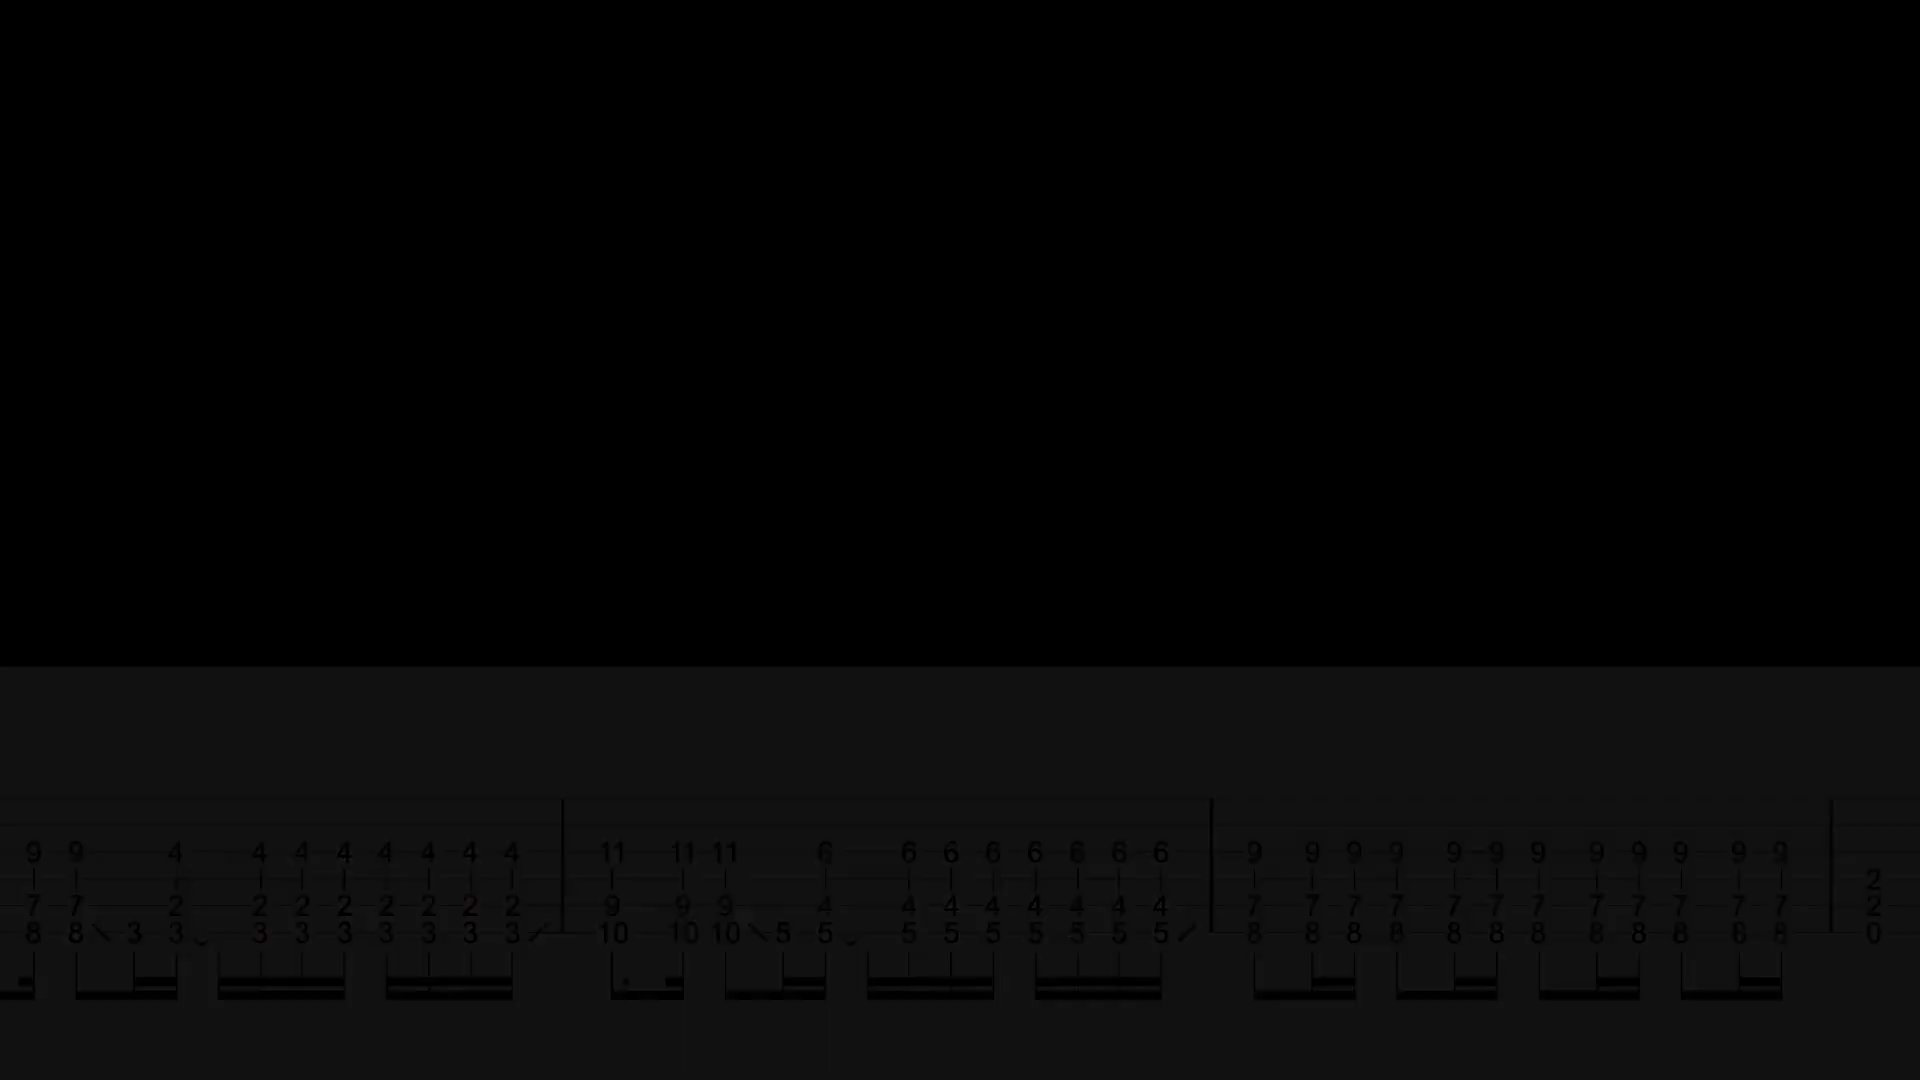 9 9 4 4 4 4 4 4 4 4 11 11 11 6 6 6 6 6 6 6 6 9 9 9 9 9 9 9 9 9 9 9 9
2
7 7 2 2 2 2 2 2 2 2 9 9 9 4 4 4 4 4 4 4 4 7 7 7 7 7 7 7 7 7 7 7 7 2
8 8 3 3 3 3 3 3 3 3 3 10 10 10 5 5 5 5 5 5 5 5 5 8 8 8 8 8 8 8 8 8 8 8 8 0